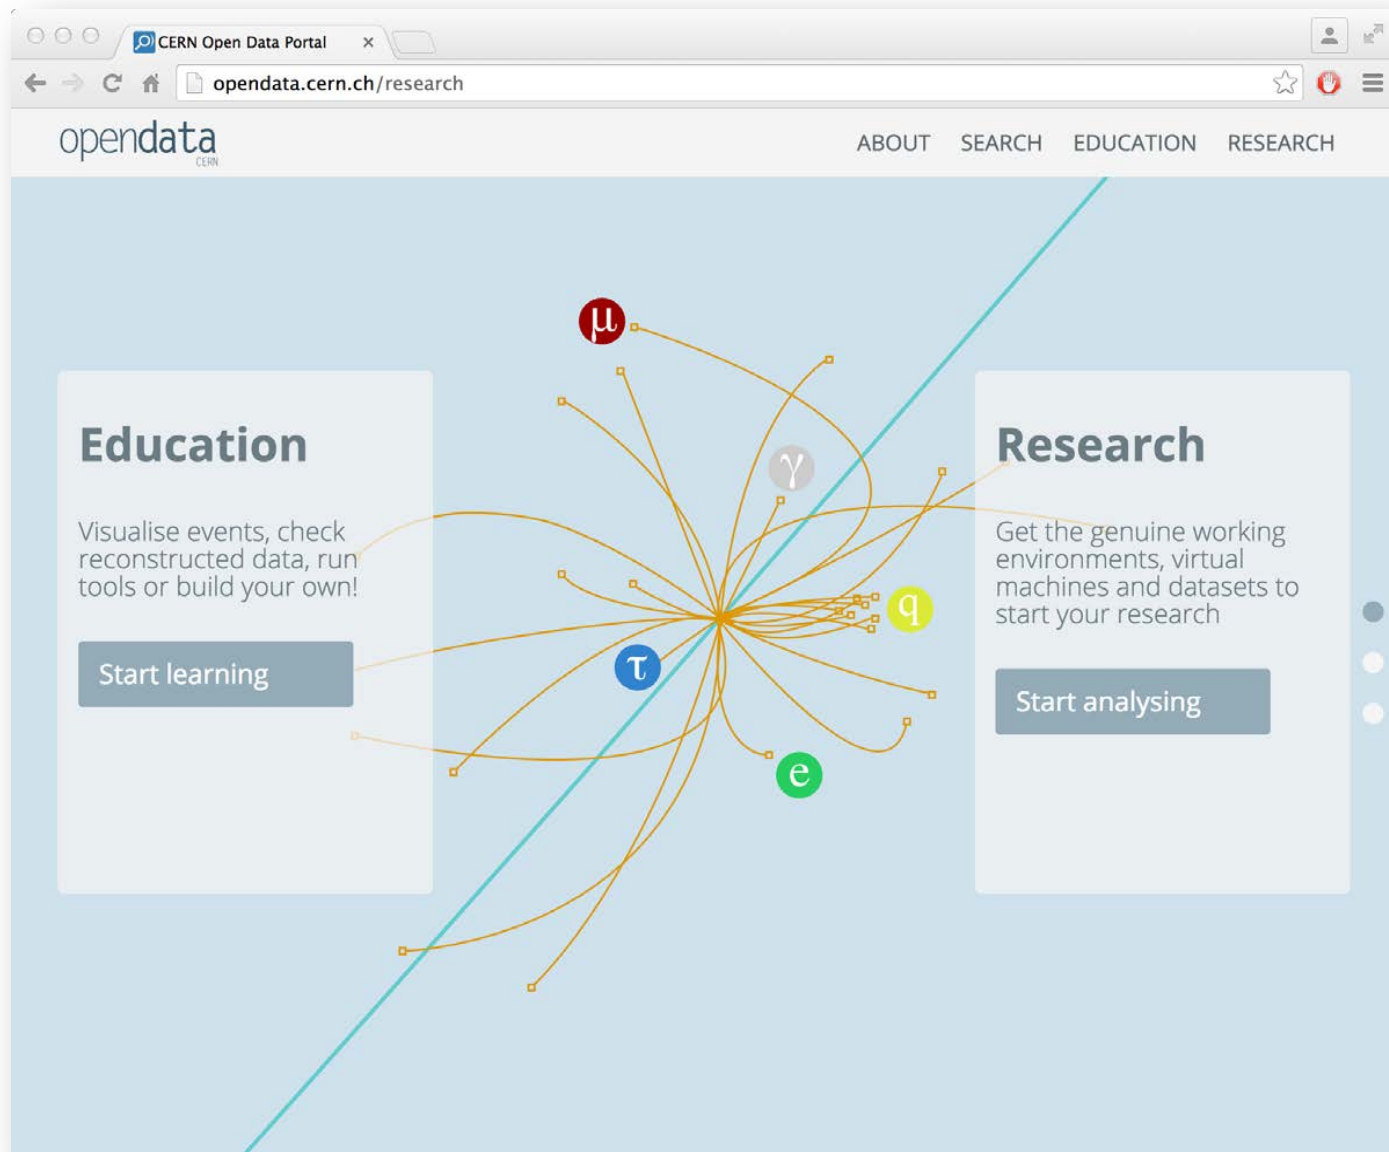 CERN Open Data Portal
opendata.cern.ch/research
opendata
CERN
ABOUT SEARCH EDUCATION RESEARCH
μ
γ
q
τ
e
Education
Visualise events, check
reconstructed data, run
tools or build your own!
Start learning
Research
Get the genuine working
environments, virtual
machines and datasets to
start your research
Start analysing